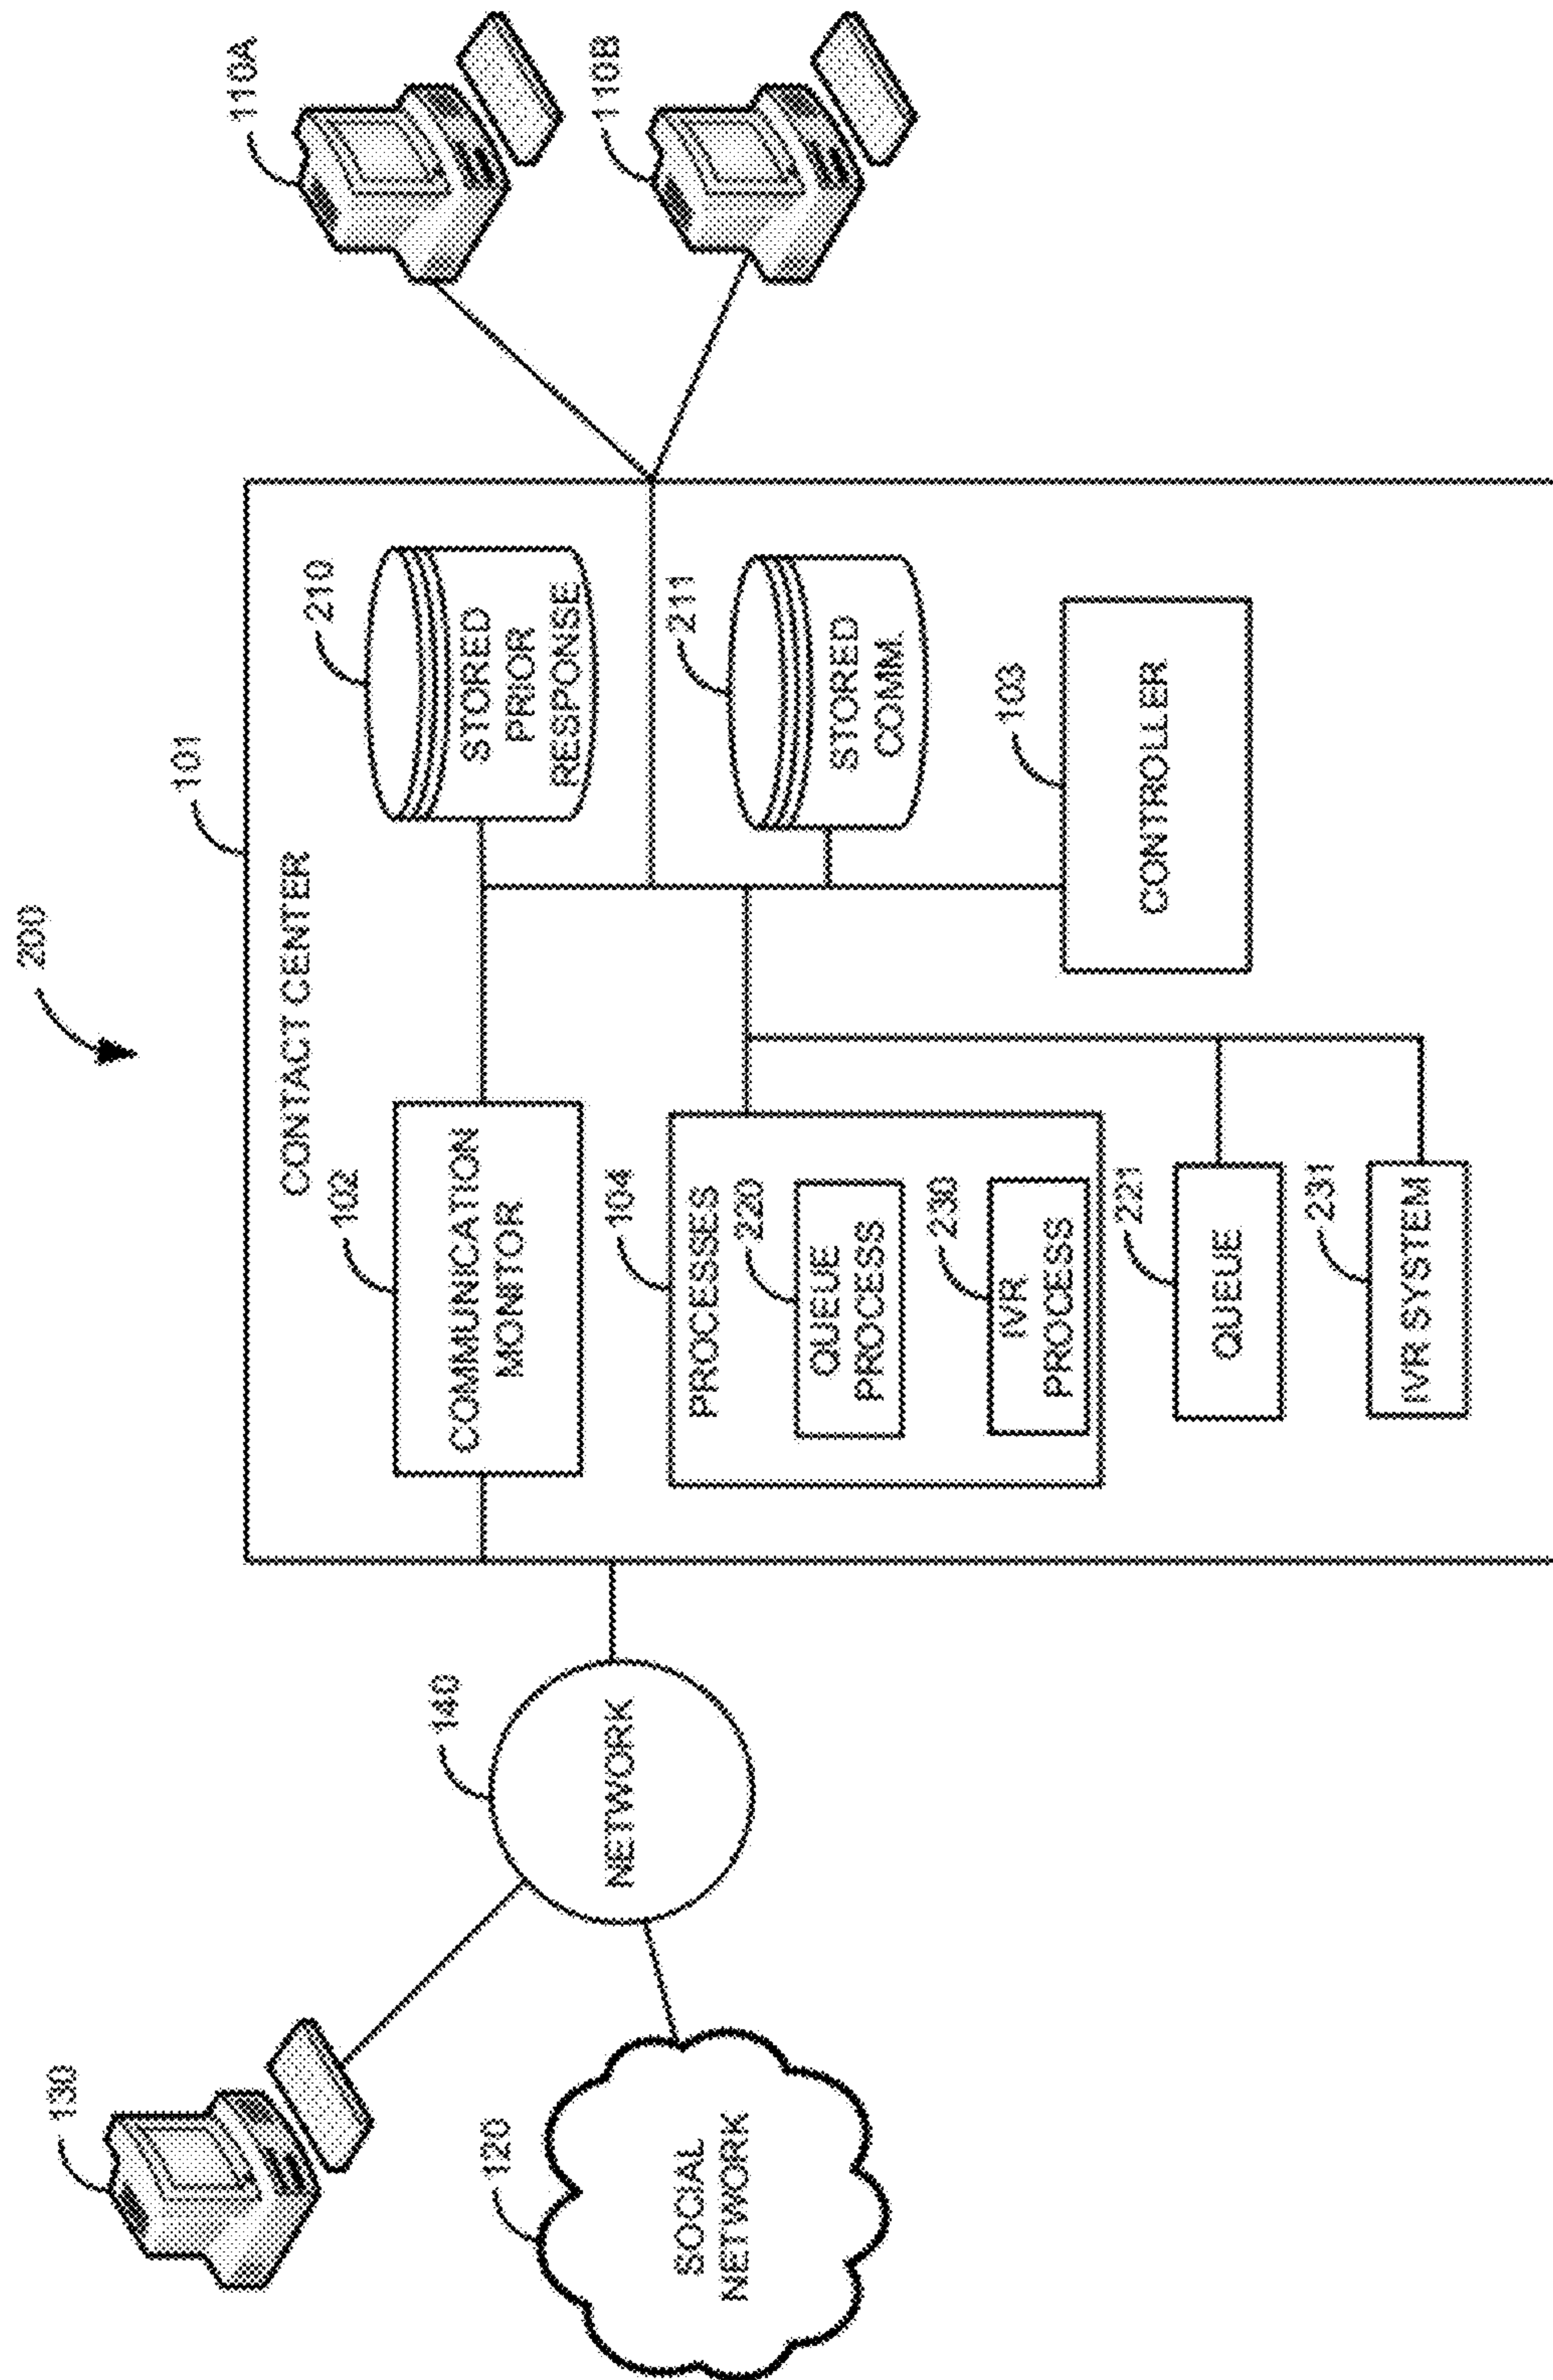 200
130
120
SOCIAL
NETWORK
140
NETWORK
101
CONTACT CENTER
102
COMMUNICATION
MONITOR
104
PROCESSES
220
QUEUE
PROCESS
230
IVR
PROCESS
221
QUEUE
231
IVR SYSTEM
210
STORED
PRIOR
RESPONSE
211
STORED
COMM.
103
CONTROLLER
110A
110B